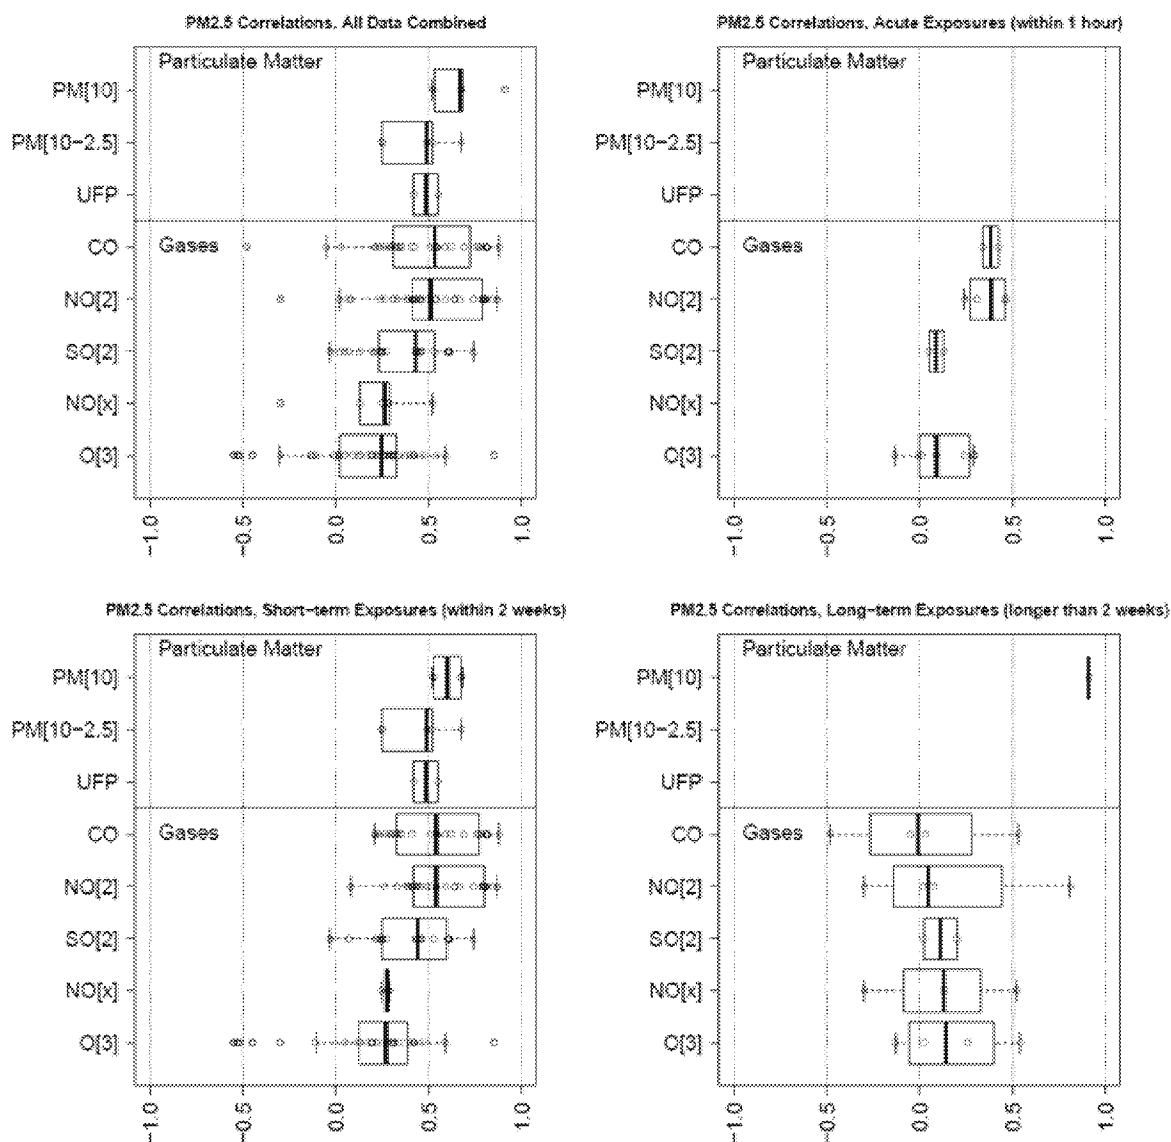 PM2.5 Correlations, All Data Combined
Particulate Matter
PM[10]
PM[10−2.5]
UFP
Gases
CO
NO[2]
SO[2]
NO[x]
O[3]
−1.0 −0.5 0.0 0.5 1.0
PM2.5 Correlations, Acute Exposures (within 1 hour)
Particulate Matter
PM[10]
PM[10−2.5]
UFP
Gases
CO
NO[2]
SO[2]
NO[x]
O[3]
−1.0 −0.5 0.0 0.5 1.0
PM2.5 Correlations, Short−term Exposures (within 2 weeks)
Particulate Matter
PM[10]
PM[10−2.5]
UFP
Gases
CO
NO[2]
SO[2]
NO[x]
O[3]
−1.0 −0.5 0.0 0.5 1.0
PM2.5 Correlations, Long−term Exposures (longer than 2 weeks)
Particulate Matter
PM[10]
PM[10−2.5]
UFP
Gases
CO
NO[2]
SO[2]
NO[x]
O[3]
−1.0 −0.5 0.0 0.5 1.0